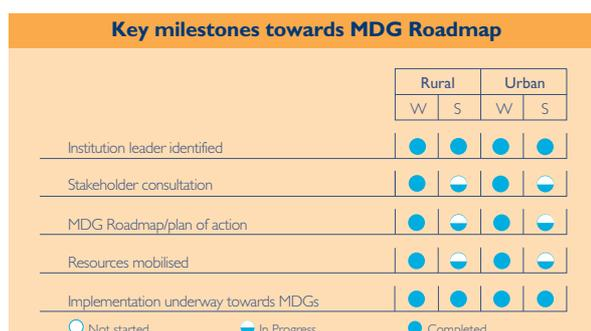 Key milestones towards MDG Roadmap
Rural Urban
W S W S
Institution leader identified
Stakeholder consultation
MDG Roadmap/plan of action
Resources mobilised
Implementation underway towards MDGs
Not started In Progress Completed